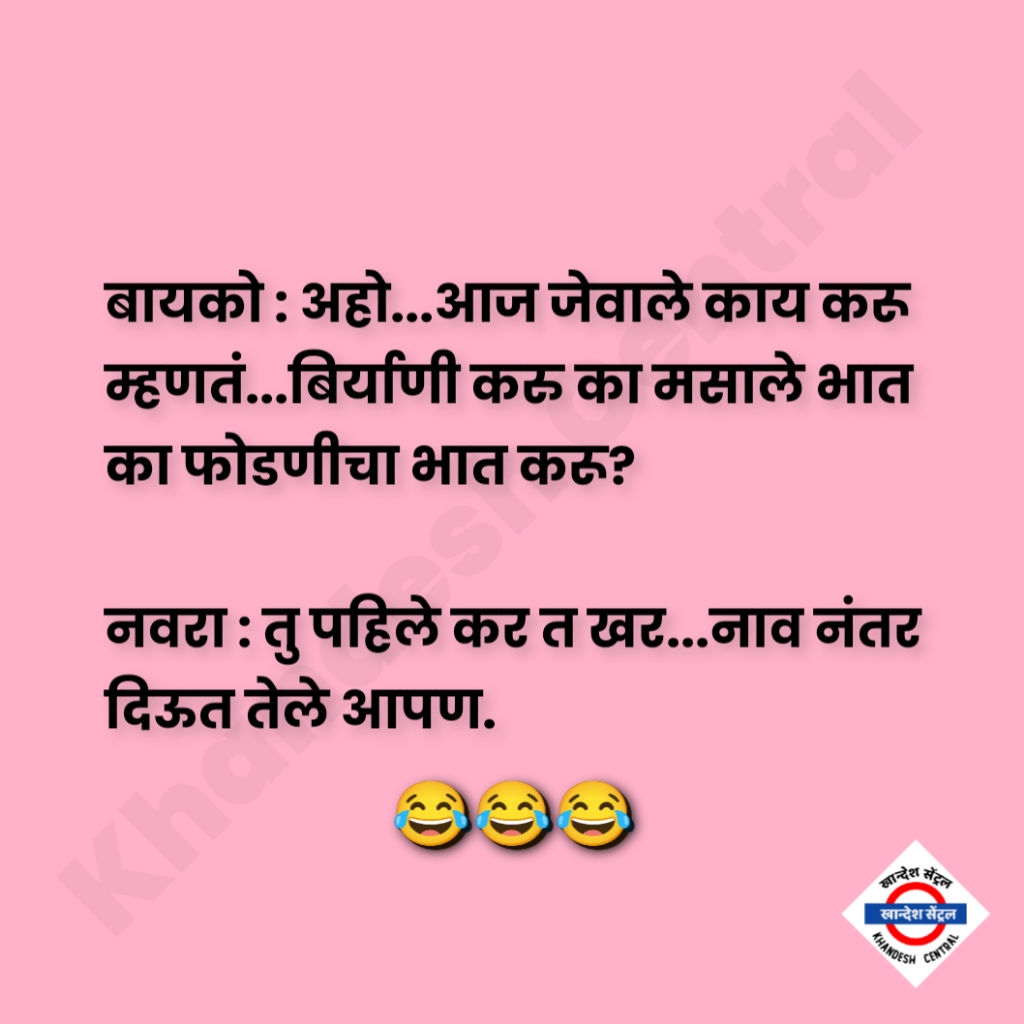 बायको : अहो...आज जेवाले काय करू
म्हणतं...बिर्याणी करु का मसाले भात
का फोडणीचा भात करू?
नवरा : तु पहिले कर त खर...नाव नंतर
दिऊत तेले आपण.
😂😂😂
Khandesh Central
खान्देश सेंट्रल
खान्देश सेंट्रल
KHANDESH CENTRAL